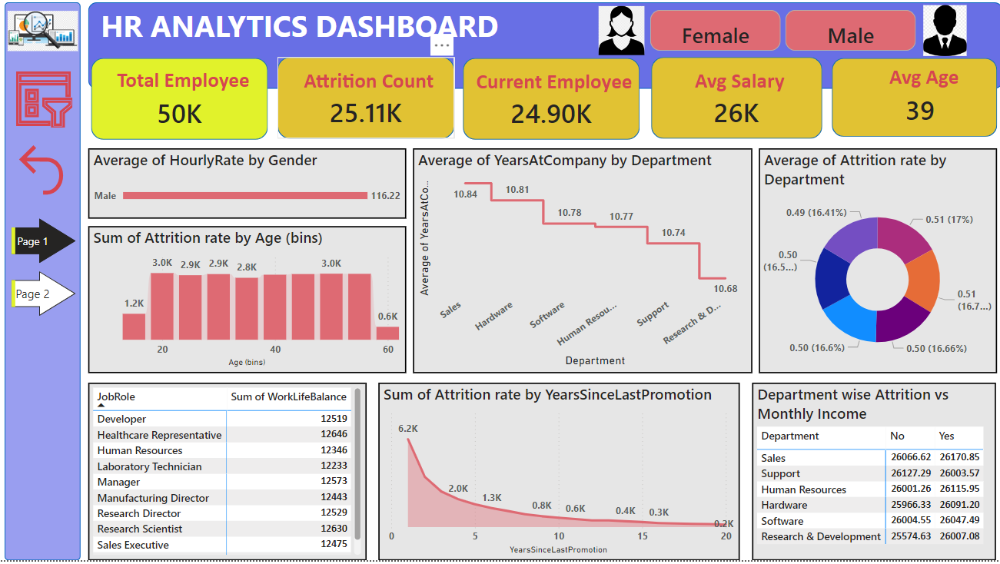 HR ANALYTICS DASHBOARD
Female
Male
Total Employee
50K
Attrition Count
25.11K
Current Employee
24.90K
Avg Salary
26K
Avg Age
39
Page 1
Page 2
Average of HourlyRate by Gender
Male 116.22
Sum of Attrition rate by Age (bins)
1.2K 3.0K 2.9K 2.9K 2.8K 3.0K 0.6K
20 40 60
Age (bins)
Average of YearsAtCompany by Department
Average of YearsAtCo...
10.84 10.81 10.78 10.77 10.74 10.68
Sales Hardware Software Human Resou... Support Research & D...
Department
Average of Attrition rate by
Department
0.49 (16.41%)
0.51 (17%)
0.50
(16.5...)
0.51
(16.7...)
0.50 (16.6%)
0.50 (16.66%)
JobRole Sum of WorkLifeBalance
Developer 12519
Healthcare Representative 12646
Human Resources 12346
Laboratory Technician 12233
Manager 12573
Manufacturing Director 12443
Research Director 12529
Research Scientist 12630
Sales Executive 12475
Sum of Attrition rate by YearsSinceLastPromotion
6.2K 2.0K 1.3K 0.8K 0.6K 0.4K 0.3K 0.2K
0 5 10 15 20
YearsSinceLastPromotion
Department wise Attrition vs
Monthly Income
Department No Yes
Sales 26066.62 26170.85
Support 26127.29 26003.57
Human Resources 26001.26 26115.95
Hardware 25966.33 26091.20
Software 26004.55 26047.49
Research & Development 25574.63 26007.08